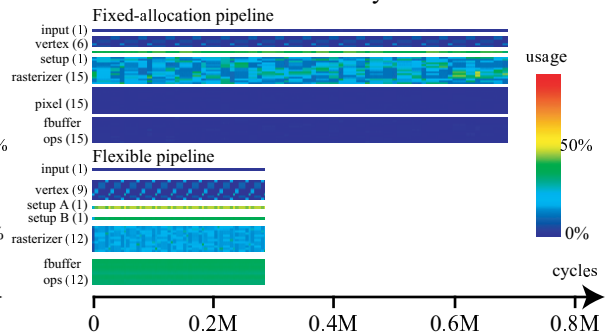 Fixed-allocation pipeline
input (1)
vertex (6)
setup (1)
rasterizer (15)
pixel (15)
fbuffer
ops (15)
usage
50%
0%
Flexible pipeline
input (1)
vertex (9)
setup A (1)
setup B (1)
rasterizer (12)
fbuffer
ops (12)
cycles
0 0.2M 0.4M 0.6M 0.8M
%
%